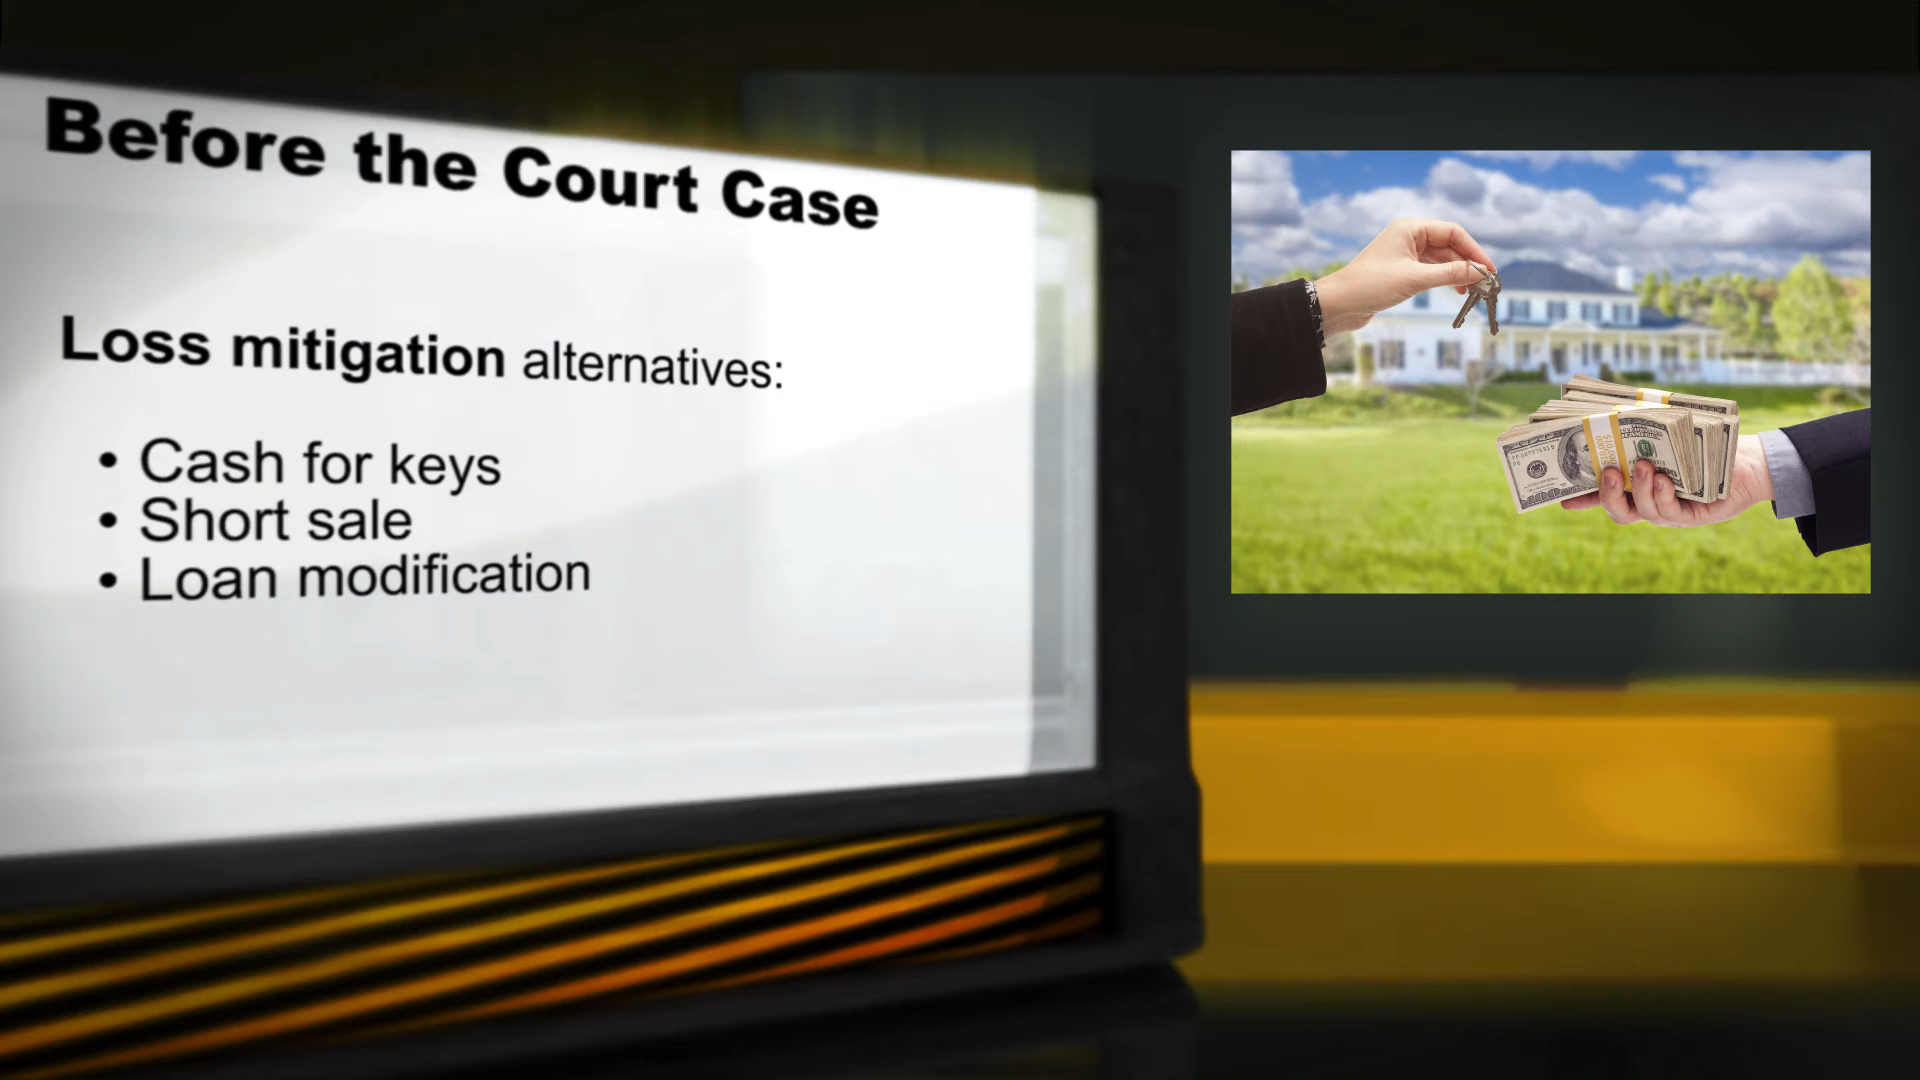 Before the Court Case
Loss mitigation alternatives:
• Cash for keys
• Short sale
• Loan modification